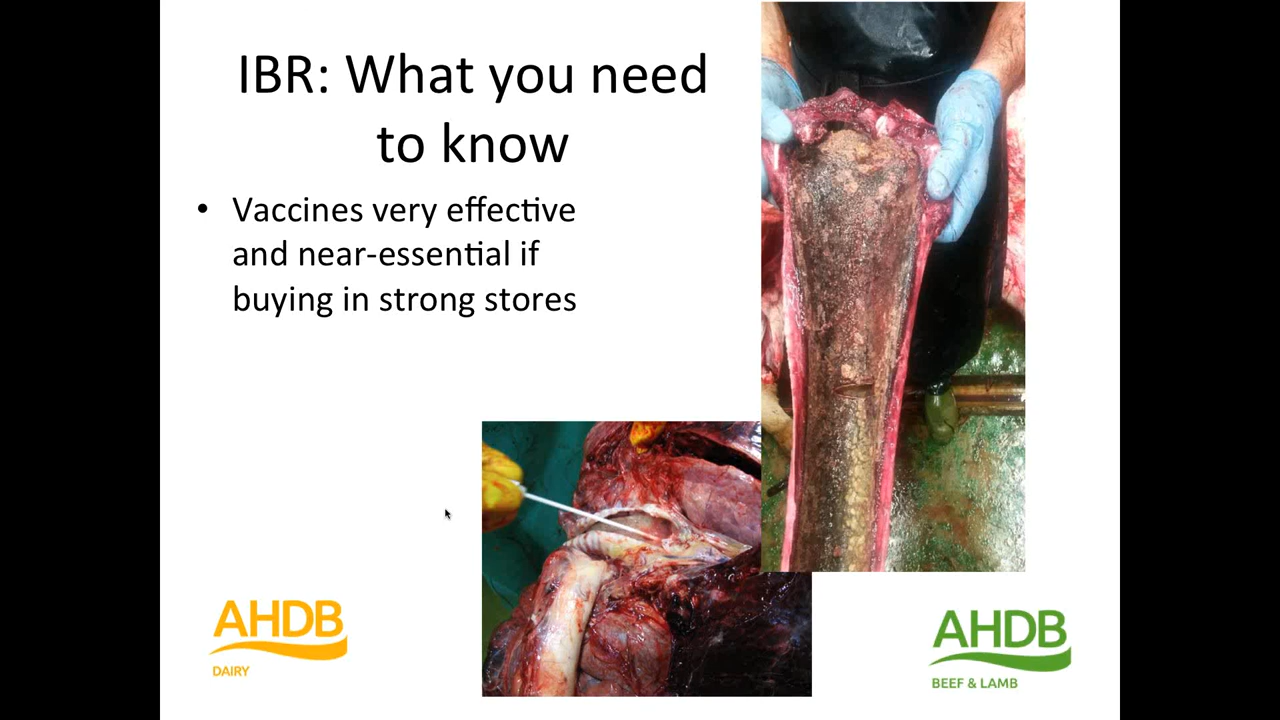 IBR: What you need
to know
• Vaccines very effective
and near-essential if
buying in strong stores
AHDB
DAIRY
AHDB
BEEF & LAMB